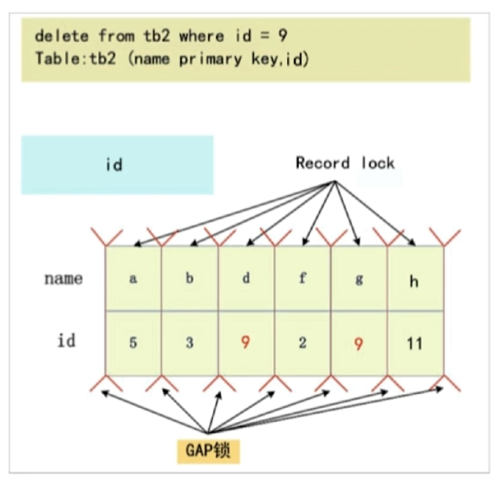 delete from tb2 where id = 9
Table:tb2 (name primary key,id)
id
Record lock
name a b d f g h
id 5 3 9 2 9 11
GAP锁